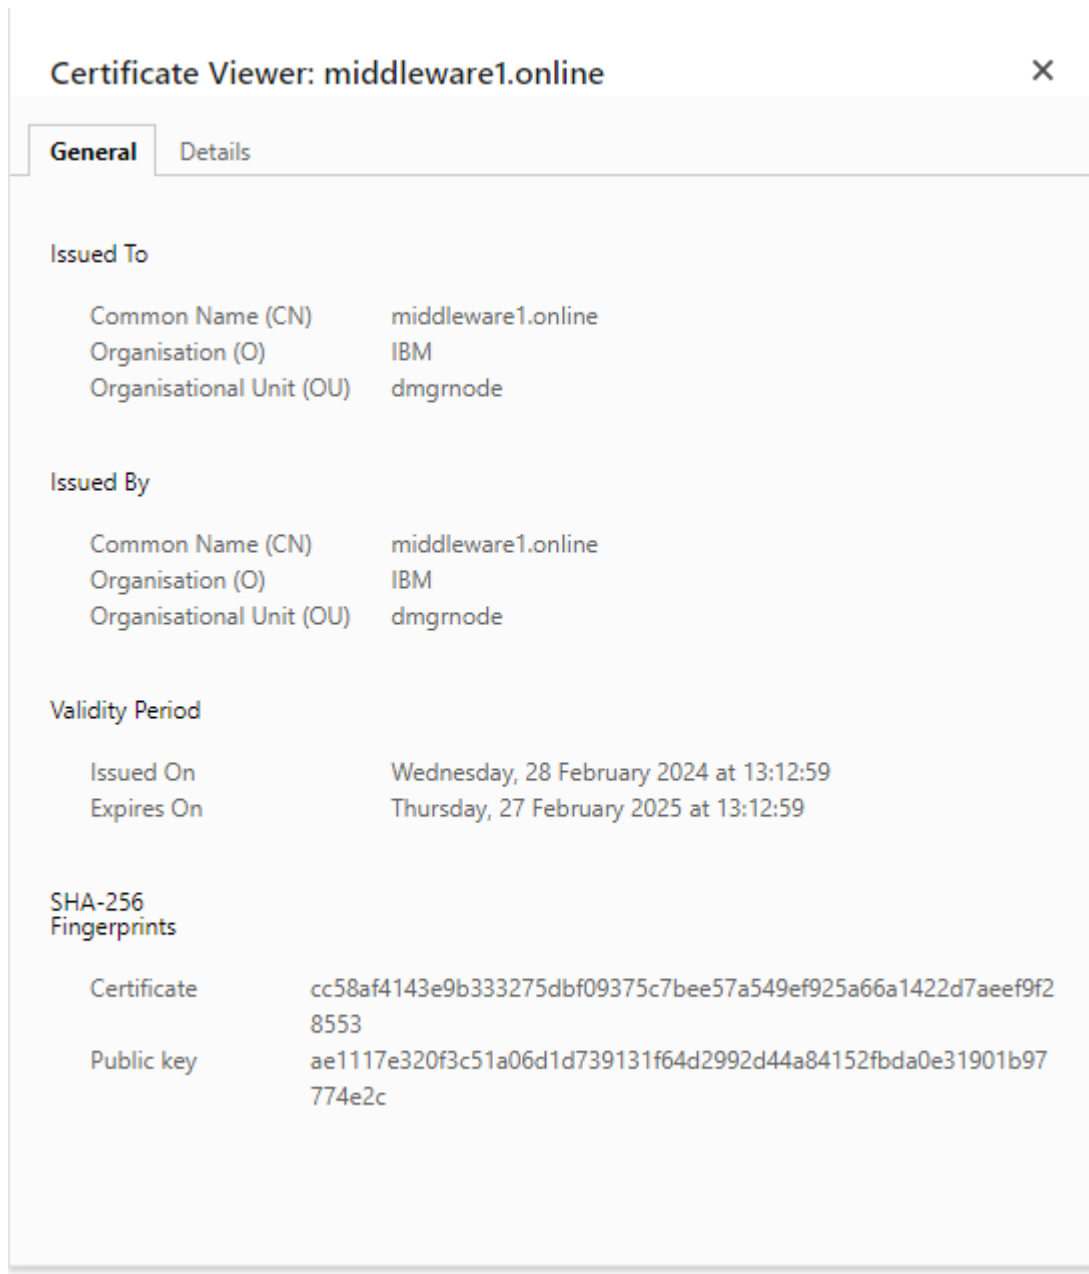 Certificate Viewer: middleware1.online
General Details
Issued To
Common Name (CN) middleware1.online
Organisation (O) IBM
Organisational Unit (OU) dmgrnode
Issued By
Common Name (CN) middleware1.online
Organisation (O) IBM
Organisational Unit (OU) dmgrnode
Validity Period
Issued On Wednesday, 28 February 2024 at 13:12:59
Expires On Thursday, 27 February 2025 at 13:12:59
SHA-256
Fingerprints
Certificate cc58af4143e9b333275dbf09375c7bee57a549ef925a66a1422d7aeef9f2
8553
Public key ae1117e320f3c51a06d1d739131f64d2992d44a84152fbda0e31901b97
774e2c